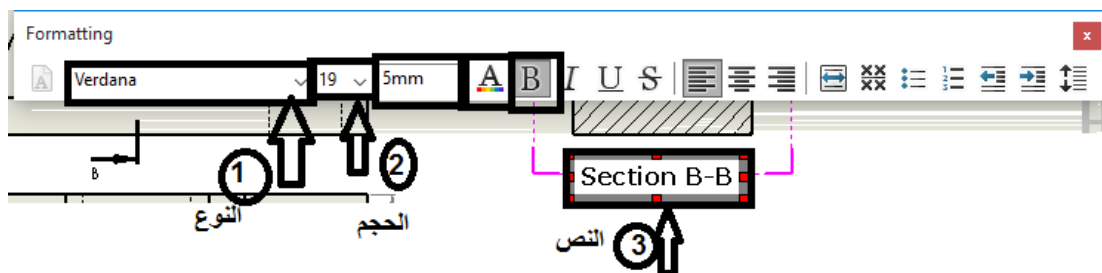 Formatting
Verdana 19 5mm A B I U S
B
Section B-B
1 2
النوع الحجم النص 3